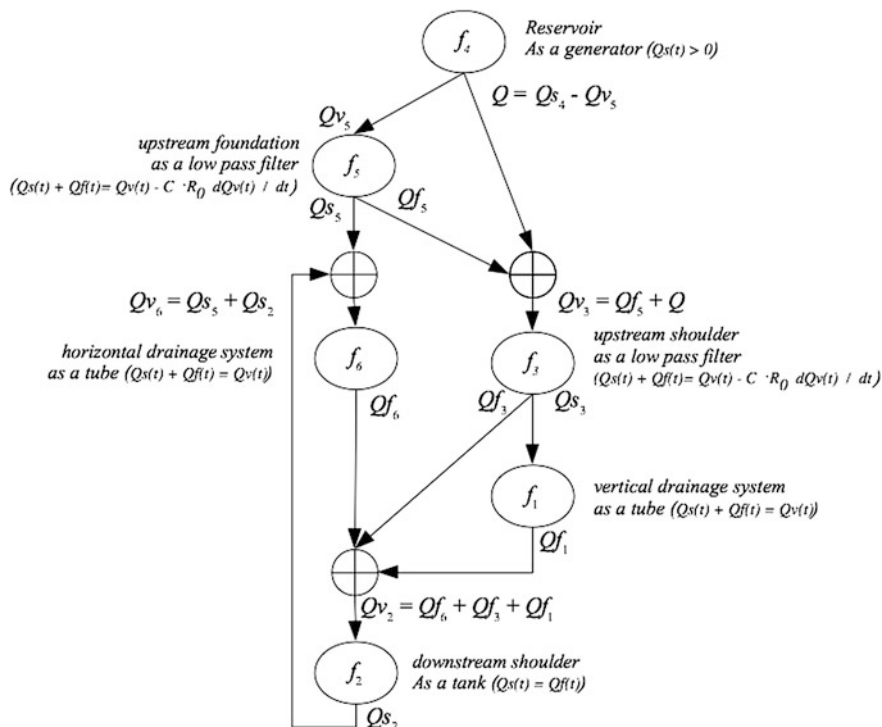 f₄
Reservoir
As a generator (Qs(t) > 0)
Q = Qs₄ - Qv₅
Qv₅
upstream foundation
as a low pass filter
(Qs(t) + Qf(t)= Qv(t) - C ·R₀ dQv(t) / dt)
f₅
Qs₅
Qf₅
Qv₆ = Qs₅ + Qs₂
Qv₃ = Qf₅ + Q
horizontal drainage system
as a tube (Qs(t) + Qf(t) = Qv(t))
f₆
upstream shoulder
as a low pass filter
(Qs(t) + Qf(t)= Qv(t) - C ·R₀ dQv(t) / dt)
f₃
Qf₆
Qf₃
Qs₃
f₁
vertical drainage system
as a tube (Qs(t) + Qf(t) = Qv(t))
Qf₁
Qv₂ = Qf₆ + Qf₃ + Qf₁
f₂
downstream shoulder
As a tank (Qs(t) = Qf(t))
Qs₂